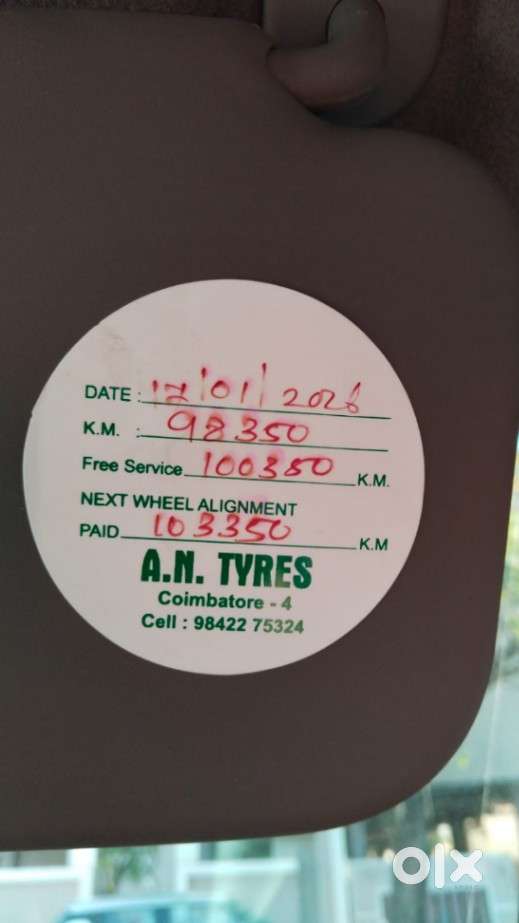 DATE : 17/01/2026
K.M. : 98350
Free Service 100350 K.M.
NEXT WHEEL ALIGNMENT
PAID 103350 K.M
A.N. TYRES
Coimbatore - 4
Cell : 98422 75324
olx